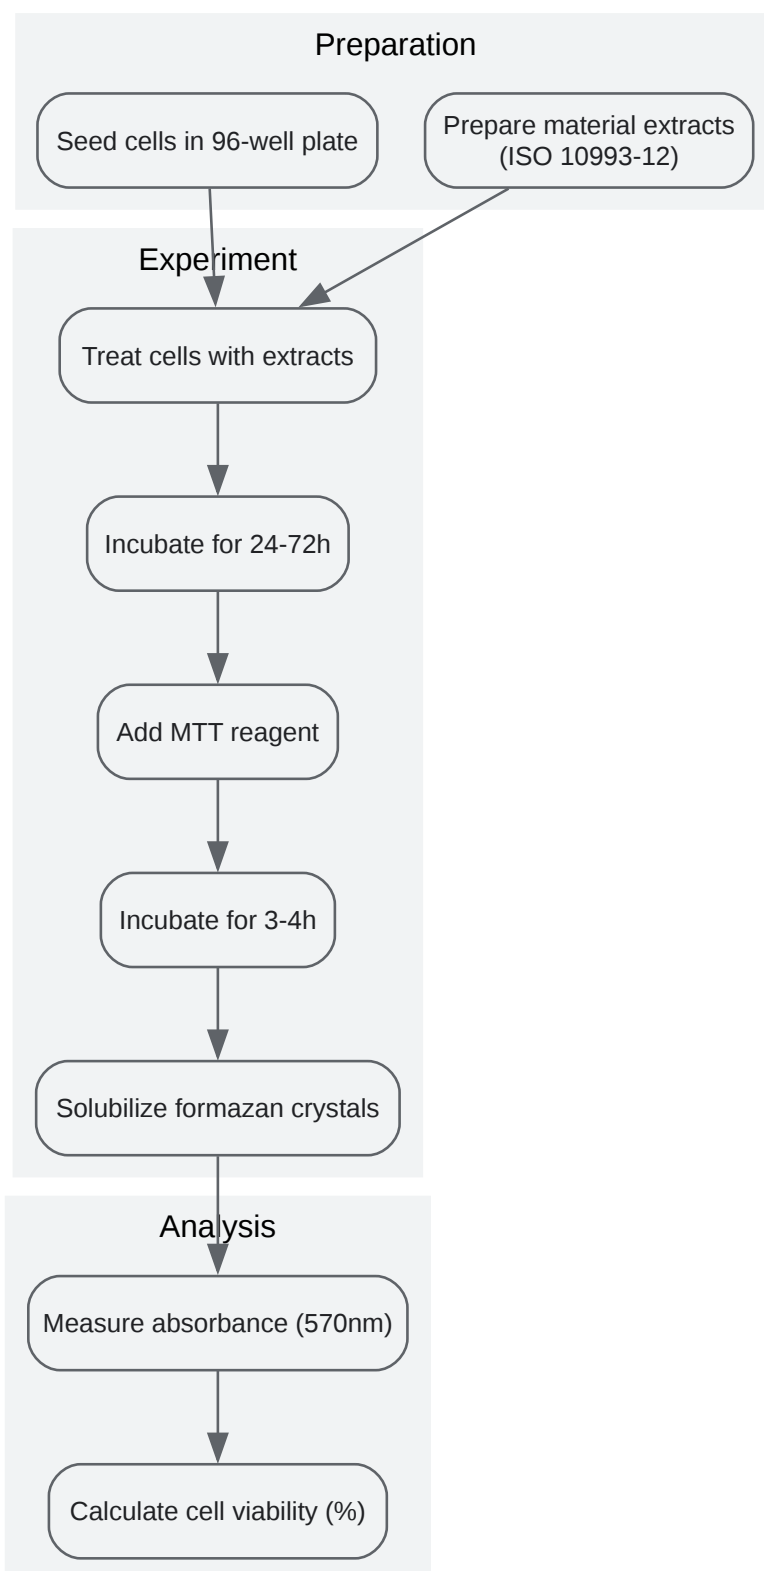 Preparation
Seed cells in 96-well plate
Prepare material extracts
(ISO 10993-12)
Experiment
Treat cells with extracts
Incubate for 24-72h
Add MTT reagent
Incubate for 3-4h
Solubilize formazan crystals
Analysis
Measure absorbance (570nm)
Calculate cell viability (%)